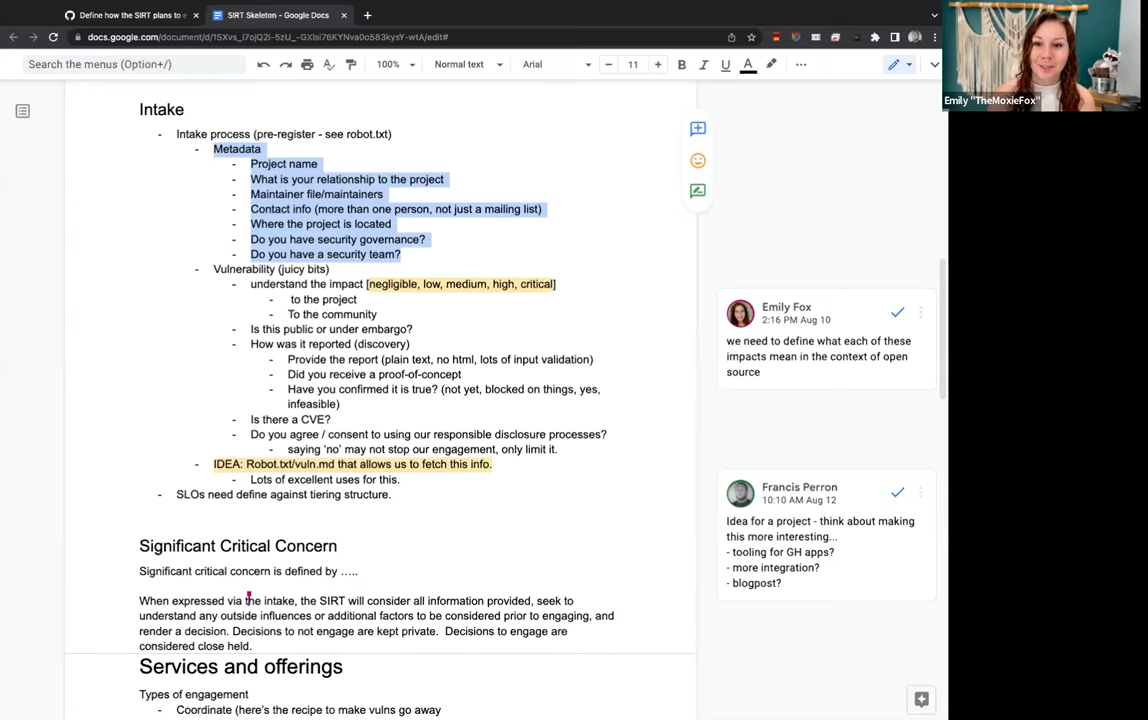 Define how the SIRT plans to e
SIRT Skeleton - Google Docs
docs.google.com/document/d/1SXvs_i7ojQ2i-5zU_-GXlsi76KYNva0o583kysY-wtA/edit#
Search the menus (Option+/)
100%
Normal text
Arial
11
B I U A
Emily "TheMoxieFox"
Intake
- Intake process (pre-register - see robot.txt)
- Metadata
- Project name
- What is your relationship to the project
- Maintainer file/maintainers
- Contact info (more than one person, not just a mailing list)
- Where the project is located
- Do you have security governance?
- Do you have a security team?
- Vulnerability (juicy bits)
- understand the impact [negligible, low, medium, high, critical]
- to the project
- To the community
- Is this public or under embargo?
- How was it reported (discovery)
- Provide the report (plain text, no html, lots of input validation)
- Did you receive a proof-of-concept
- Have you confirmed it is true? (not yet, blocked on things, yes,
infeasible)
- Is there a CVE?
- Do you agree / consent to using our responsible disclosure processes?
- saying 'no' may not stop our engagement, only limit it.
- IDEA: Robot.txt/vuln.md that allows us to fetch this info.
- Lots of excellent uses for this.
- SLOs need define against tiering structure.
Significant Critical Concern
Significant critical concern is defined by …..
When expressed via the intake, the SIRT will consider all information provided, seek to
understand any outside influences or additional factors to be considered prior to engaging, and
render a decision. Decisions to not engage are kept private. Decisions to engage are
considered close held.
Services and offerings
Types of engagement
- Coordinate (here's the recipe to make vulns go away
Emily Fox
2:16 PM Aug 10
we need to define what each of these
impacts mean in the context of open
source
Francis Perron
10:10 AM Aug 12
Idea for a project - think about making
this more interesting...
- tooling for GH apps?
- more integration?
- blogpost?